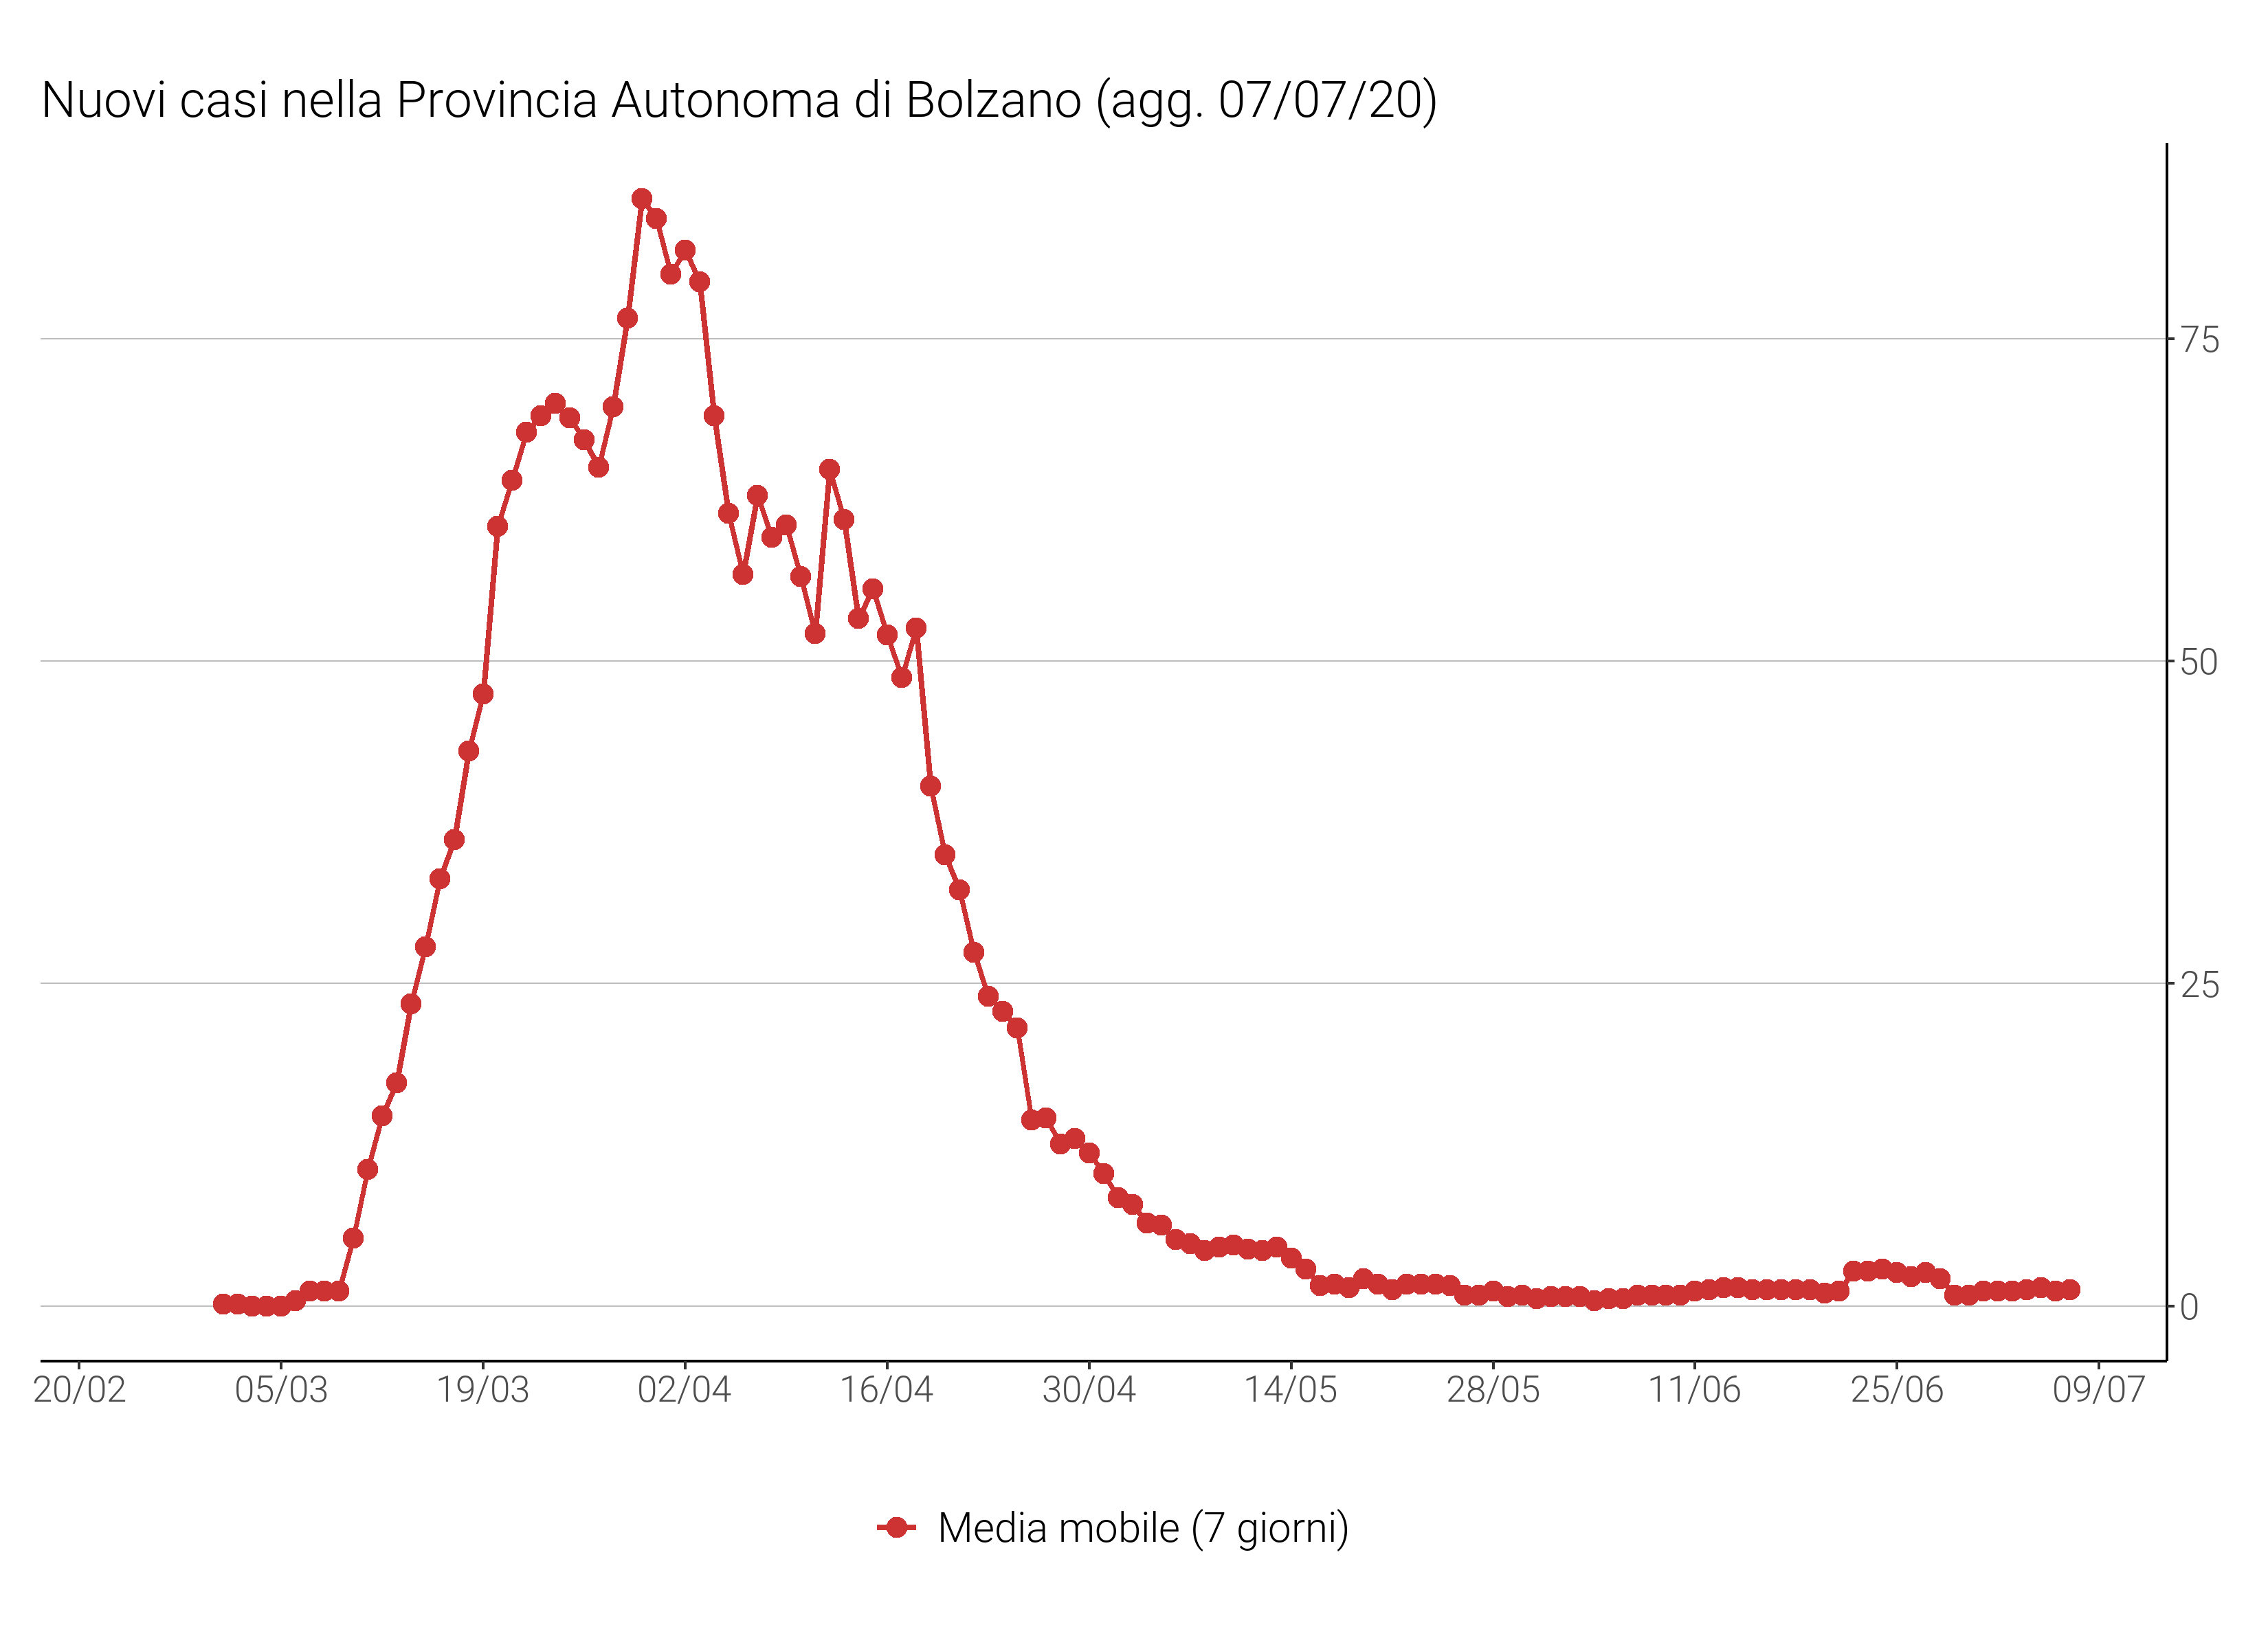 Nuovi casi nella Provincia Autonoma di Bolzano (agg. 07/07/20)
75
50
25
0
20/02 05/03 19/03 02/04 16/04 30/04 14/05 28/05 11/06 25/06 09/07
Media mobile (7 giorni)